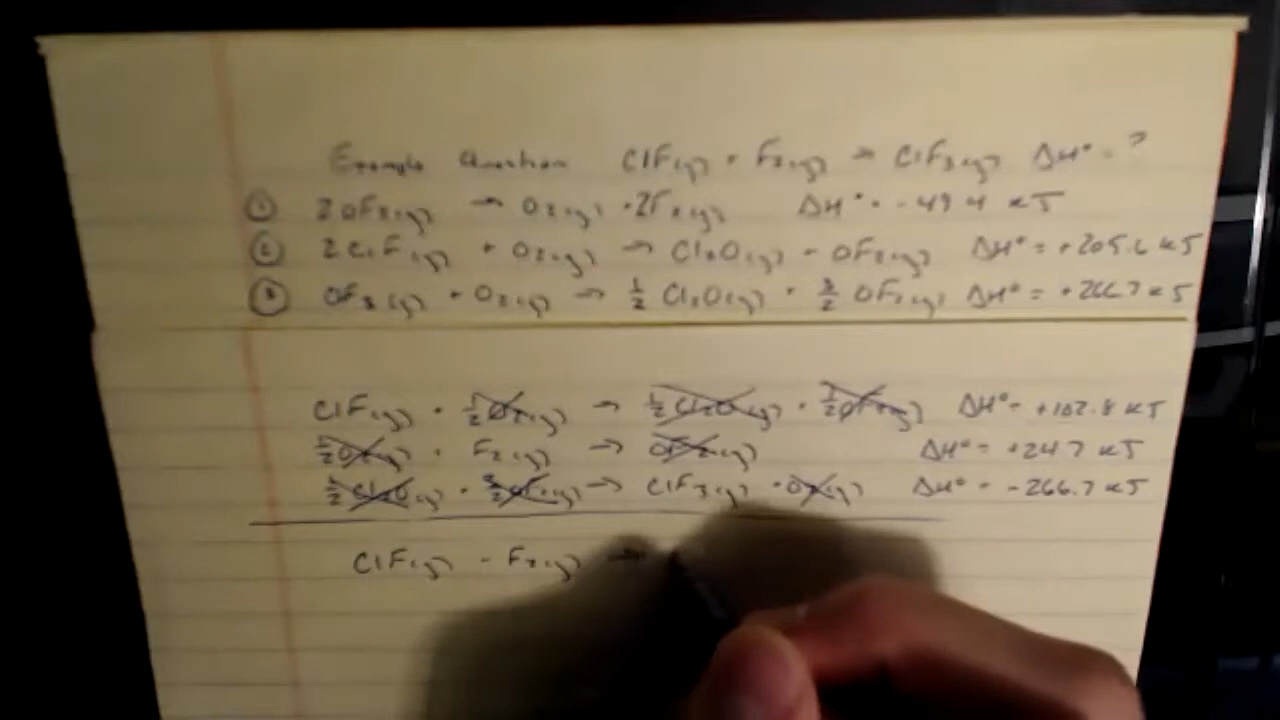 Example Question ClF(g) + F₂(g) → ClF₃(g) ΔH° = ?
① 2OF₂(g) → O₂(g) + 2F₂(g) ΔH° = -49.4 kJ
② 2ClF(g) + O₂(g) → Cl₂O(g) + OF₂(g) ΔH° = +205.6 kJ
③ ClF₃(g) + O₂(g) → ½ Cl₂O(g) + 3/2 OF₂(g) ΔH° = +266.7 kJ
ClF(g) + ½O₂(g) → ½Cl₂O(g) + ½OF₂(g) ΔH° = +102.8 kJ
½O₂(g) + F₂(g) → OF₂(g) ΔH° = +24.7 kJ
½Cl₂O(g) + 3/2OF₂(g) → ClF₃(g) + O₂(g) ΔH° = -266.7 kJ
ClF(g) + F₂(g) →